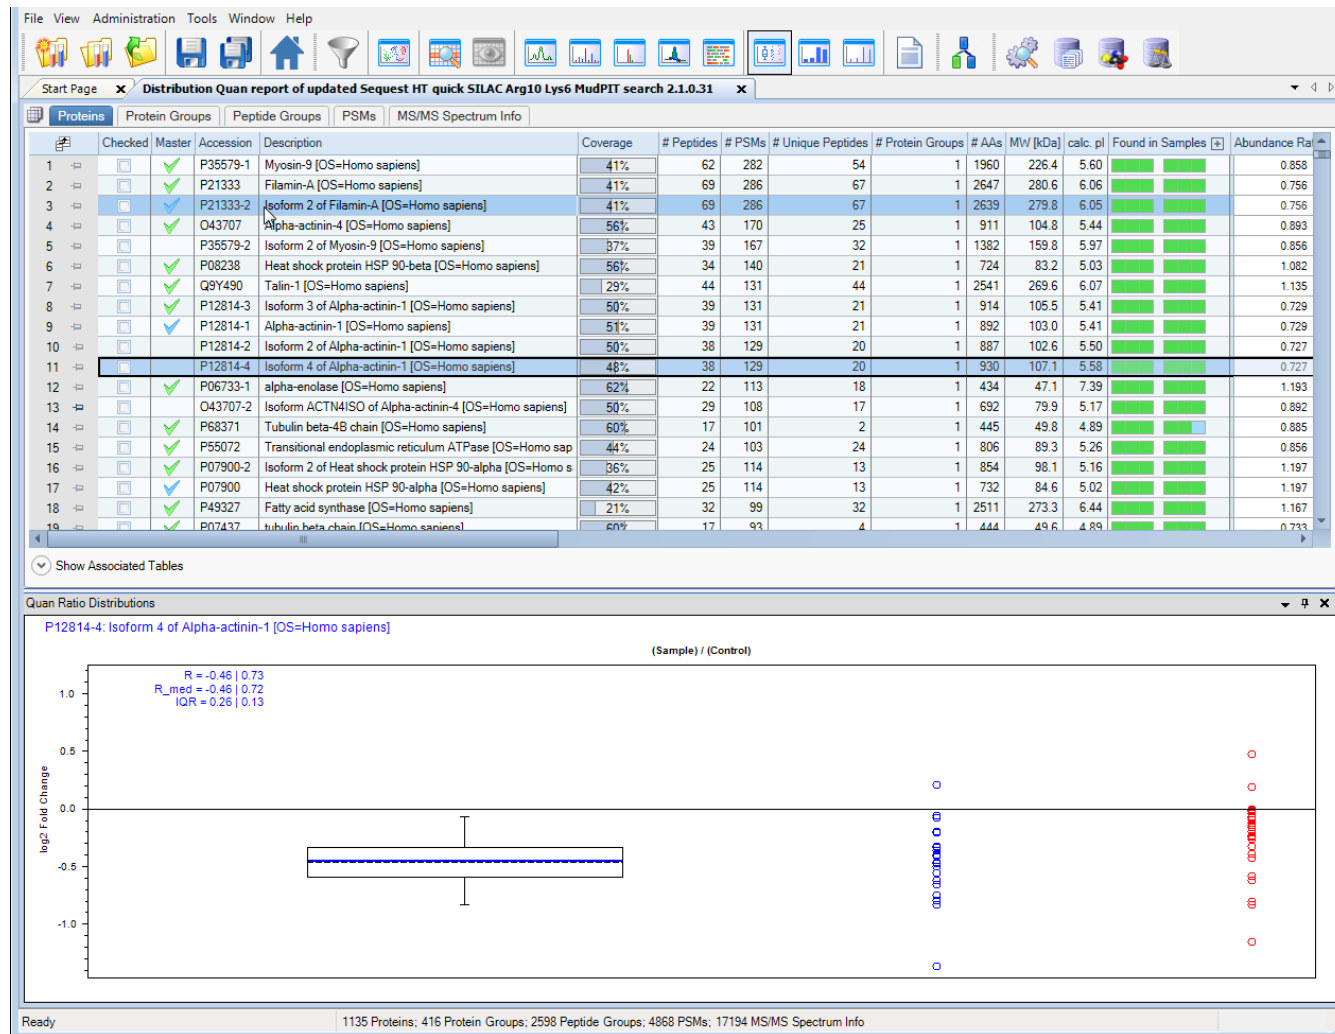 File View Administration Tools Window Help
Start Page x Distribution Quan report of updated Sequest HT quick SILAC Arg10 Lys6 MudPIT search 2.1.0.31 x
Proteins Protein Groups Peptide Groups PSMs MS/MS Spectrum Info
Checked Master Accession Description Coverage # Peptides # PSMs # Unique Peptides # Protein Groups # AAs MW [kDa] calc. pI Found in Samples Abundance Rat
1 P35579-1 Myosin-9 [OS=Homo sapiens] 41% 62 282 54 1 1960 226.4 5.60 0.858
2 P21333 Filamin-A [OS=Homo sapiens] 41% 69 286 67 1 2647 280.6 6.06 0.756
3 P21333-2 Isoform 2 of Filamin-A [OS=Homo sapiens] 41% 69 286 67 1 2639 279.8 6.05 0.756
4 O43707 Alpha-actinin-4 [OS=Homo sapiens] 56% 43 170 25 1 911 104.8 5.44 0.893
5 P35579-2 Isoform 2 of Myosin-9 [OS=Homo sapiens] 37% 39 167 32 1 1382 159.8 5.97 0.856
6 P08238 Heat shock protein HSP 90-beta [OS=Homo sapiens] 56% 34 140 21 1 724 83.2 5.03 1.082
7 Q9Y490 Talin-1 [OS=Homo sapiens] 29% 44 131 44 1 2541 269.6 6.07 1.135
8 P12814-3 Isoform 3 of Alpha-actinin-1 [OS=Homo sapiens] 50% 39 131 21 1 914 105.5 5.41 0.729
9 P12814-1 Alpha-actinin-1 [OS=Homo sapiens] 51% 39 131 21 1 892 103.0 5.41 0.729
10 P12814-2 Isoform 2 of Alpha-actinin-1 [OS=Homo sapiens] 50% 38 129 20 1 887 102.6 5.50 0.727
11 P12814-4 Isoform 4 of Alpha-actinin-1 [OS=Homo sapiens] 48% 38 129 20 1 930 107.1 5.58 0.727
12 P06733-1 alpha-enolase [OS=Homo sapiens] 62% 22 113 18 1 434 47.1 7.39 1.193
13 O43707-2 Isoform ACTN4ISO of Alpha-actinin-4 [OS=Homo sapiens] 50% 29 108 17 1 692 79.9 5.17 0.892
14 P68371 Tubulin beta-4B chain [OS=Homo sapiens] 60% 17 101 2 1 445 49.8 4.89 0.885
15 P55072 Transitional endoplasmic reticulum ATPase [OS=Homo sap 44% 24 103 24 1 806 89.3 5.26 0.856
16 P07900-2 Isoform 2 of Heat shock protein HSP 90-alpha [OS=Homo s 36% 25 114 13 1 854 98.1 5.16 1.197
17 P07900 Heat shock protein HSP 90-alpha [OS=Homo sapiens] 42% 25 114 13 1 732 84.6 5.02 1.197
18 P49327 Fatty acid synthase [OS=Homo sapiens] 21% 32 99 32 1 2511 273.3 6.44 1.167
19 P07437 tubulin beta chain [OS=Homo sapiens] 60% 17 93 4 1 444 49.6 4.89 0.733
Show Associated Tables
Quan Ratio Distributions
P12814-4: Isoform 4 of Alpha-actinin-1 [OS=Homo sapiens]
(Sample) / (Control)
R = -0.46 | 0.73
R_med = -0.46 | 0.72
IQR = 0.26 | 0.13
1.0
0.5
0.0
-0.5
-1.0
log2 Fold Change
Ready 1135 Proteins; 416 Protein Groups; 2598 Peptide Groups; 4868 PSMs; 17194 MS/MS Spectrum Info